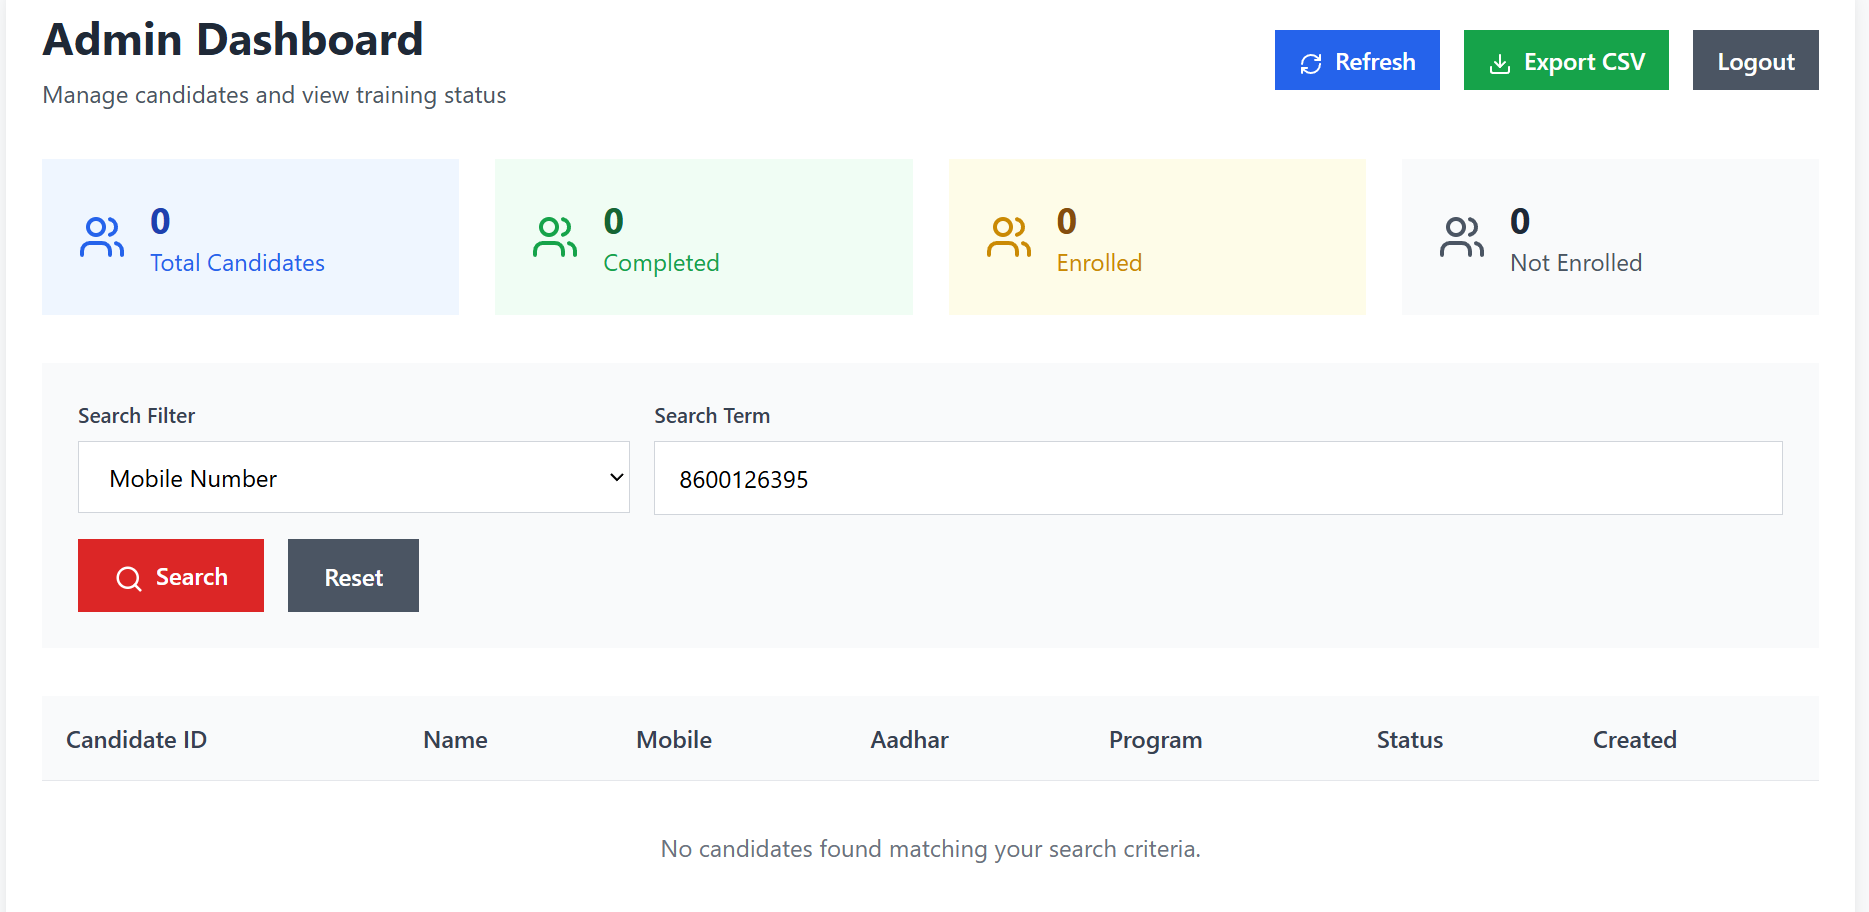 Admin Dashboard
Manage candidates and view training status
Refresh
Export CSV
Logout
0
Total Candidates
0
Completed
0
Enrolled
0
Not Enrolled
Search Filter
Search Term
Mobile Number
8600126395
Search
Reset
Candidate ID Name Mobile Aadhar Program Status Created
No candidates found matching your search criteria.